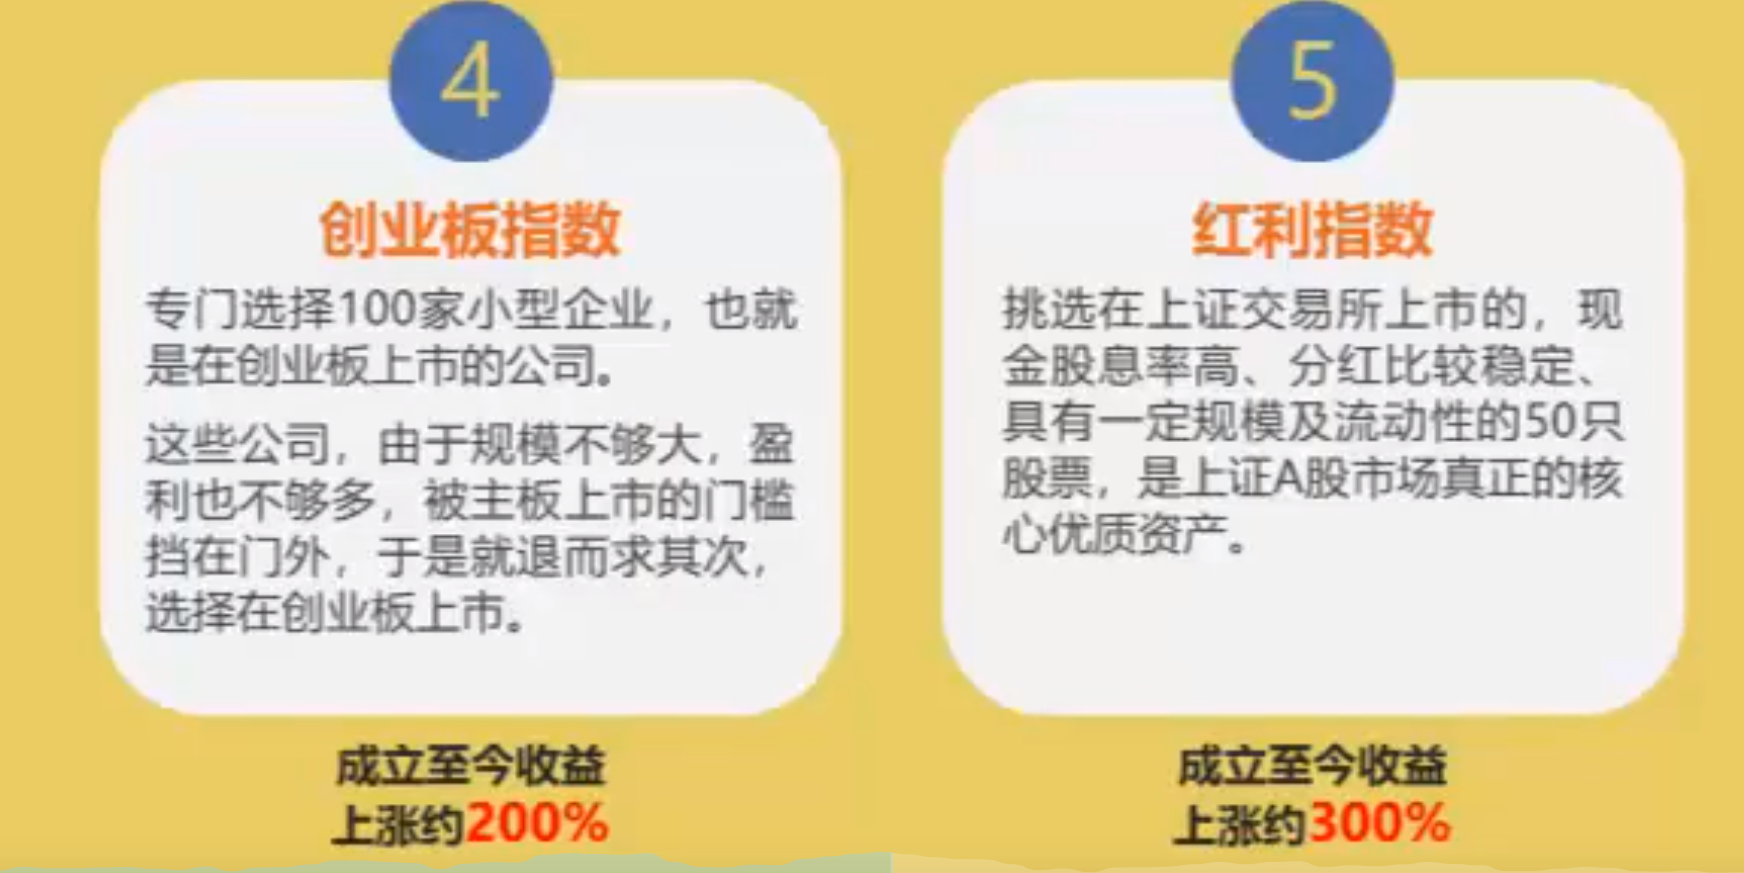 4
创业板指数
专门选择100家小型企业，也就
是在创业板上市的公司。
这些公司，由于规模不够大，盈
利也不够多，被主板上市的门槛
挡在门外，于是就退而求其次，
选择在创业板上市。
成立至今收益
上涨约200%
5
红利指数
挑选在上证交易所上市的，现
金股息率高、分红比较稳定、
具有一定规模及流动性的50只
股票，是上证A股市场真正的核
心优质资产。
成立至今收益
上涨约300%